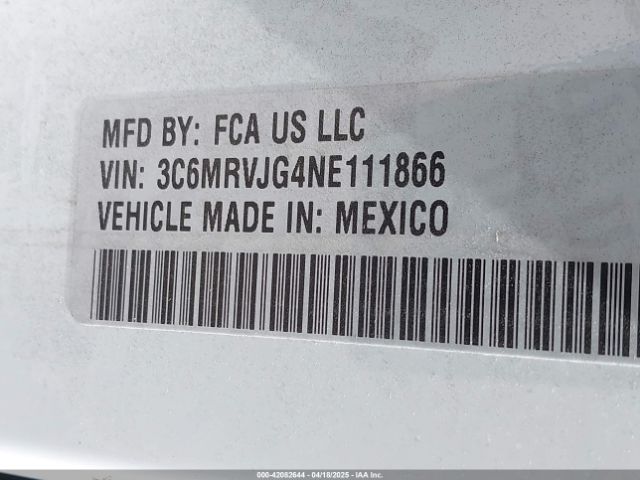 MFD BY: FCA US LLC
VIN: 3C6MRVJG4NE111866
VEHICLE MADE IN: MEXICO
000-42082644 - 04/18/2025 - IAA Inc.